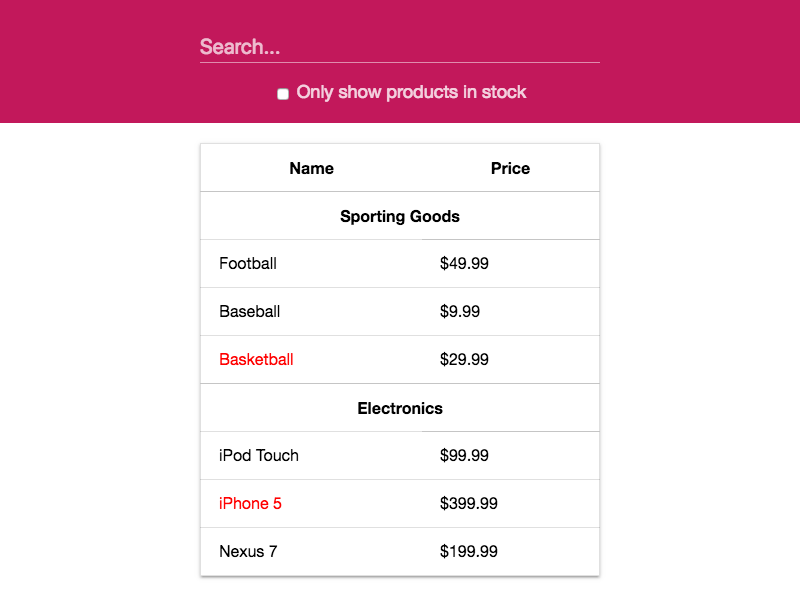 Search...
Only show products in stock
Name Price
Sporting Goods
Football $49.99
Baseball $9.99
Basketball $29.99
Electronics
iPod Touch $99.99
iPhone 5 $399.99
Nexus 7 $199.99